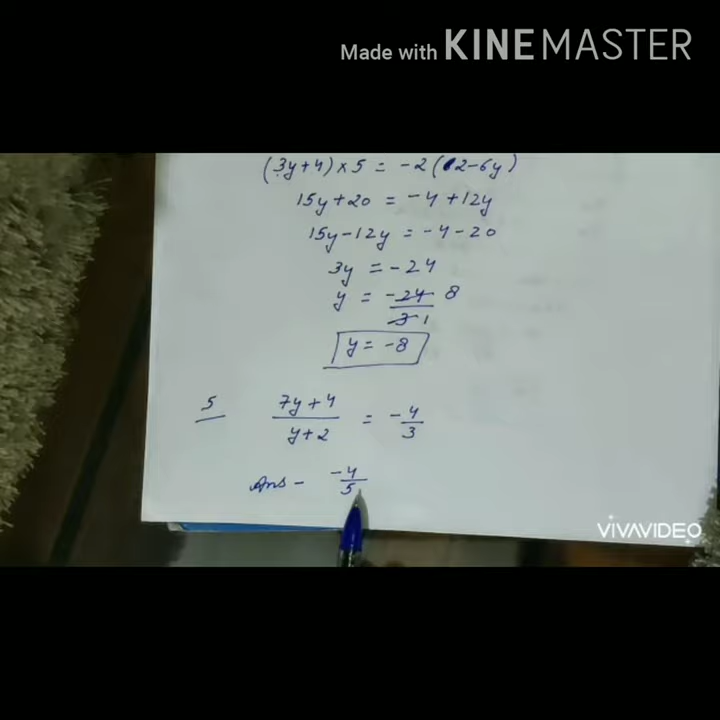 Made with KINEMASTER
(3y+4)×5 = -2(2-6y)
15y+20 = -4+12y
15y-12y = -4-20
3y = -24
y = -24/3 8 1
y = -8
5 (7y+4)/(y+2) = -4/3
Ans- -4/5
VIVAVIDEO